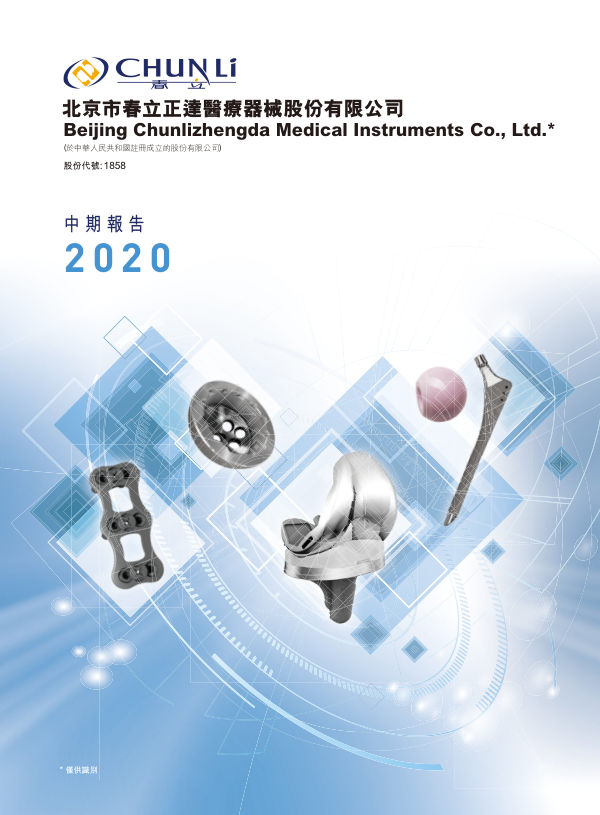 CHUNLi
春立
北京市春立正達醫療器械股份有限公司
Beijing Chunlizhengda Medical Instruments Co., Ltd.*
(於中華人民共和國註冊成立的股份有限公司)
股份代號: 1858
中期報告
2020
* 僅供識別